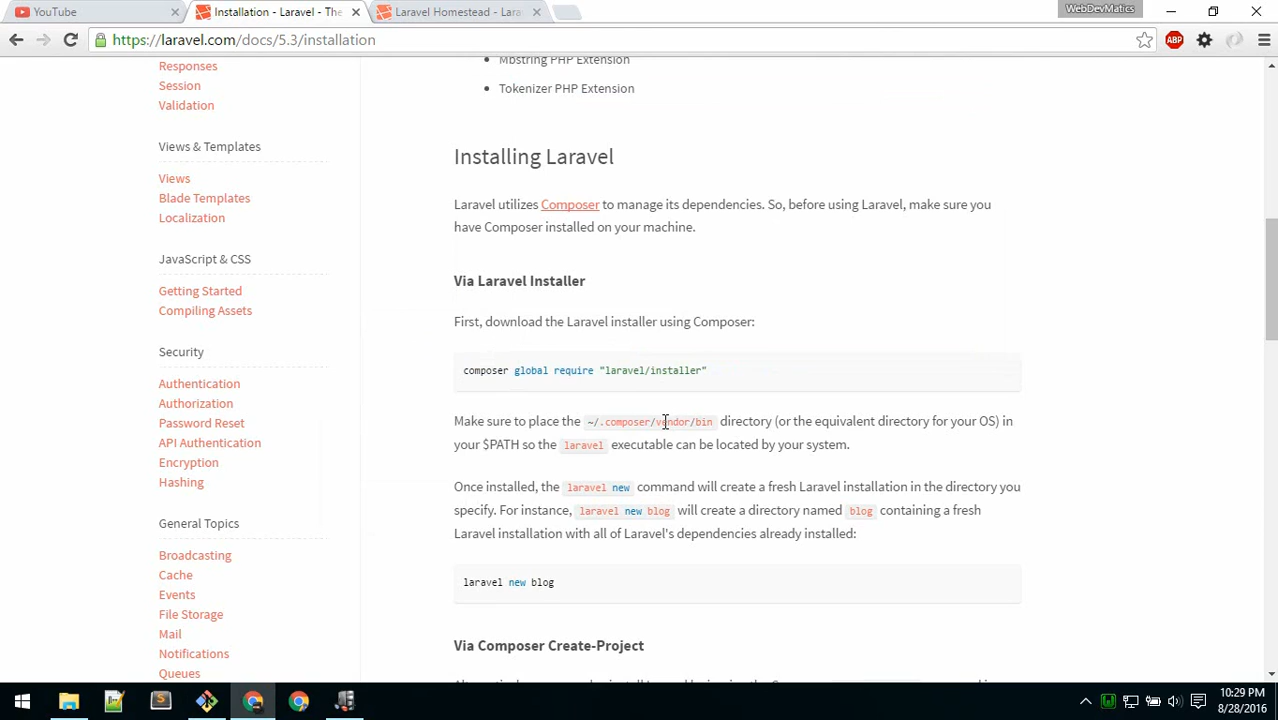 YouTube
Installation - Laravel - The
Laravel Homestead - Lara
WebDevMatics
https://laravel.com/docs/5.3/installation
ABP
Responses
Session
Validation
Views & Templates
Views
Blade Templates
Localization
JavaScript & CSS
Getting Started
Compiling Assets
Security
Authentication
Authorization
Password Reset
API Authentication
Encryption
Hashing
General Topics
Broadcasting
Cache
Events
File Storage
Mail
Notifications
Queues
Mbstring PHP Extension
Tokenizer PHP Extension
Installing Laravel
Laravel utilizes Composer to manage its dependencies. So, before using Laravel, make sure you
have Composer installed on your machine.
Via Laravel Installer
First, download the Laravel installer using Composer:
composer global require "laravel/installer"
Make sure to place the ~/.composer/vendor/bin directory (or the equivalent directory for your OS) in
your $PATH so the laravel executable can be located by your system.
Once installed, the laravel new command will create a fresh Laravel installation in the directory you
specify. For instance, laravel new blog will create a directory named blog containing a fresh
Laravel installation with all of Laravel's dependencies already installed:
laravel new blog
Via Composer Create-Project
10:29 PM
8/28/2016